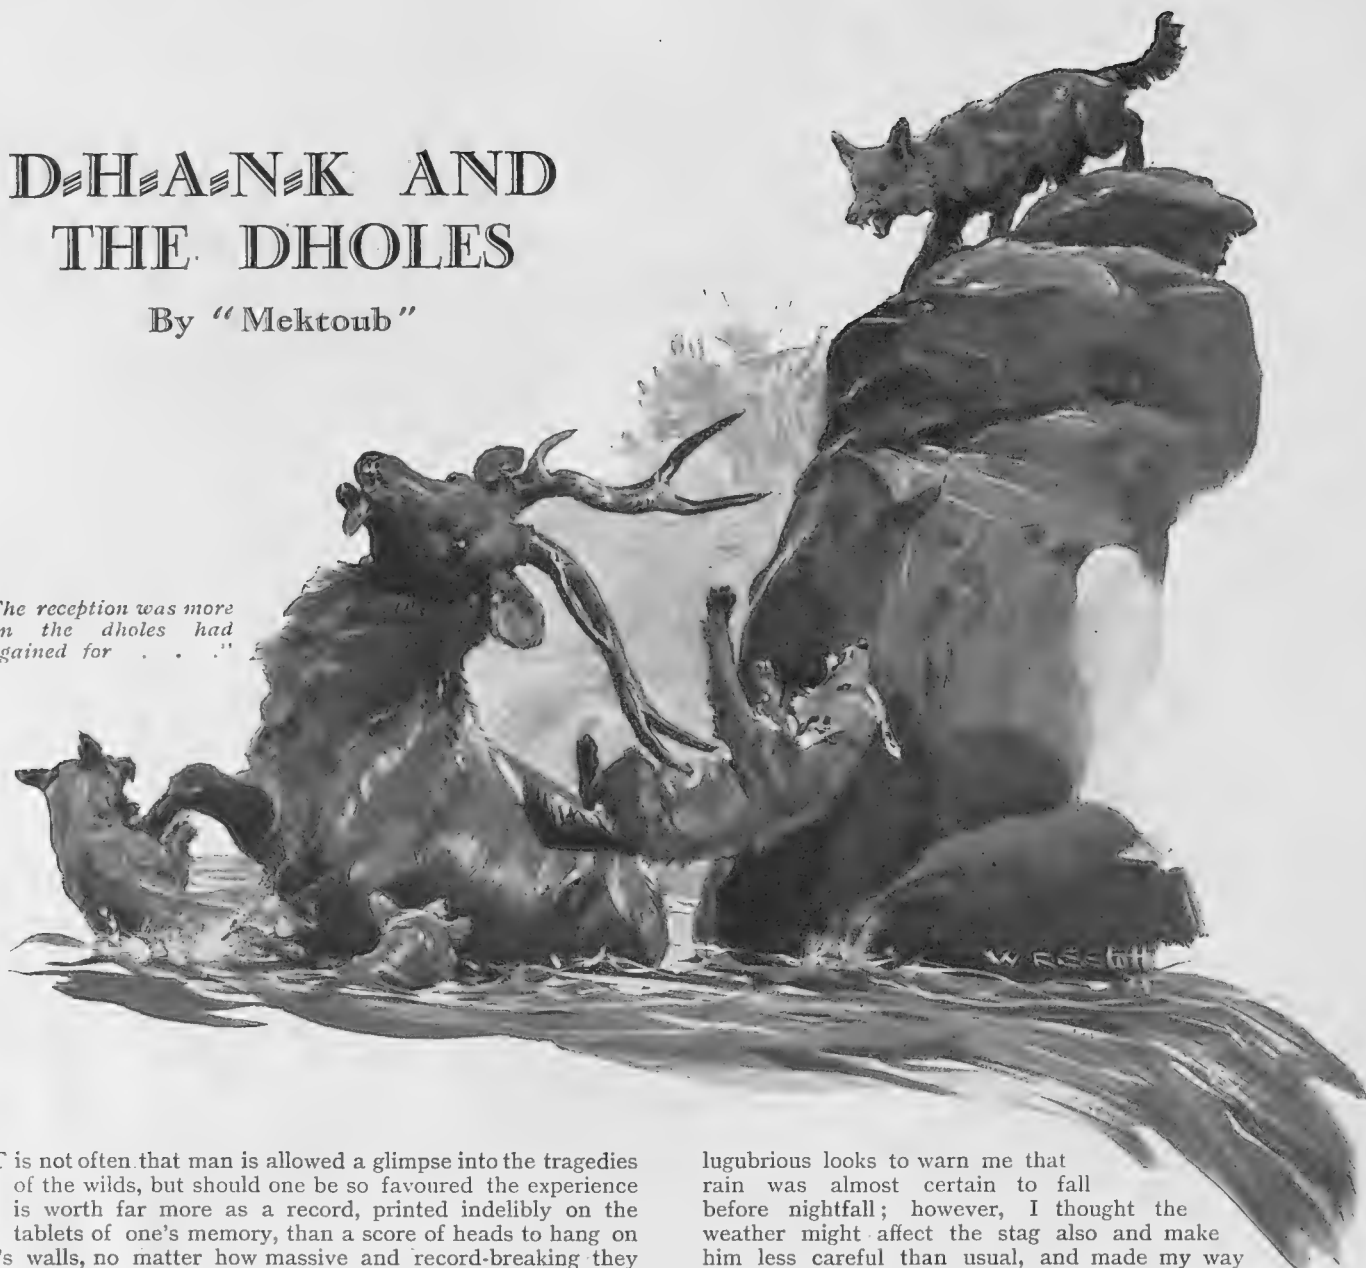 D-H-A-N-K AND
THE DHOLES
By "Mektoub"
he reception was more
n the dholes had
gained for . . ."
T is not often that man is allowed a glimpse into the tragedies
of the wilds, but should one be so favoured the experience
is worth far more as a record, printed indelibly on the
tablets of one's memory, than a score of heads to hang on
's walls, no matter how massive and record-breaking they
lugubrious looks to warn me that
rain was almost certain to fall
before nightfall; however, I thought the
weather might affect the stag also and make
him less careful than usual, and made my way